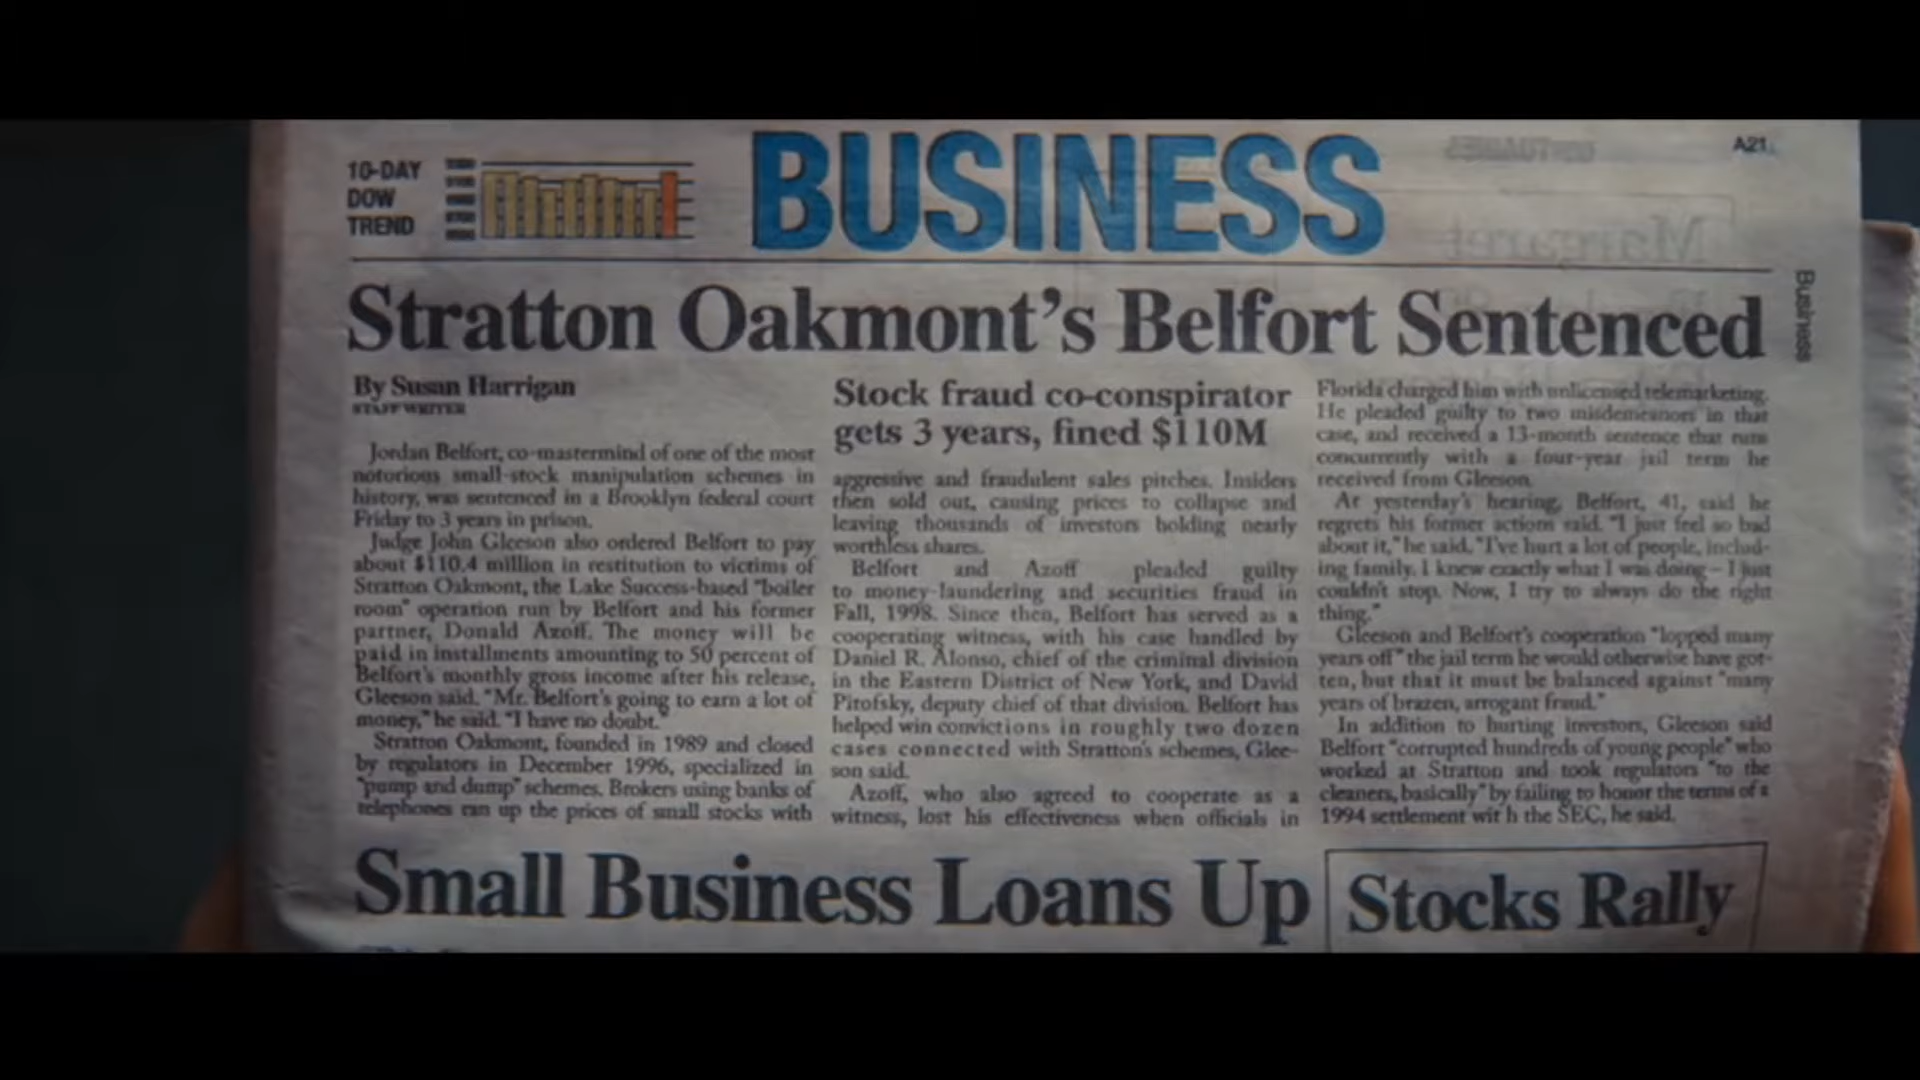 10-DAY
DOW
TREND
BUSINESS
A21
Business
Stratton Oakmont's Belfort Sentenced
By Susan Harrigan
STAFF WRITER
Jordan Belfort, co-mastermind of one of the most
notorious small-stock manipulation schemes in
history, was sentenced in a Brooklyn federal court
Friday to 3 years in prison.
Judge John Gleeson also ordered Belfort to pay
about $110.4 million in restitution to victims of
Stratton Oakmont, the Lake Success-based "boiler
room" operation run by Belfort and his former
partner, Donald Azoff. The money will be
paid in installments amounting to 50 percent of
Belfort's monthly gross income after his release,
Gleeson said. "Mr. Belfort's going to earn a lot of
money," he said. "I have no doubt."
Stratton Oakmont, founded in 1989 and closed
by regulators in December 1996, specialized in
"pump and dump" schemes. Brokers using banks of
telephones ran up the prices of small stocks with
Stock fraud co-conspirator
gets 3 years, fined $110M
aggressive and fraudulent sales pitches. Insiders
then sold out, causing prices to collapse and
leaving thousands of investors holding nearly
worthless shares.
Belfort and Azoff pleaded guilty
to money-laundering and securities fraud in
Fall, 1998. Since then, Belfort has served as a
cooperating witness, with his case handled by
Daniel R. Alonso, chief of the criminal division
in the Eastern District of New York, and David
Pitofsky, deputy chief of that division. Belfort has
helped win convictions in roughly two dozen
cases connected with Stratton's schemes, Glee-
son said.
Azoff, who also agreed to cooperate as a
witness, lost his effectiveness when officials in
Florida charged him with unlicensed telemarketing.
He pleaded guilty to two misdemeanors in that
case, and received a 13-month sentence that runs
concurrently with a four-year jail term he
received from Gleeson.
At yesterday's hearing, Belfort, 41, said he
regrets his former actions said. "I just feel so bad
about it," he said. "I've hurt a lot of people, includ-
ing family. I knew exactly what I was doing – I just
couldn't stop. Now, I try to always do the right
thing."
Gleeson and Belfort's cooperation "lopped many
years off" the jail term he would otherwise have got-
ten, but that it must be balanced against "many
years of brazen, arrogant fraud."
In addition to hurting investors, Gleeson said
Belfort "corrupted hundreds of young people" who
worked at Stratton and took regulators "to the
cleaners, basically" by failing to honor the terms of a
1994 settlement wit h the SEC, he said.
Small Business Loans Up
Stocks Rally